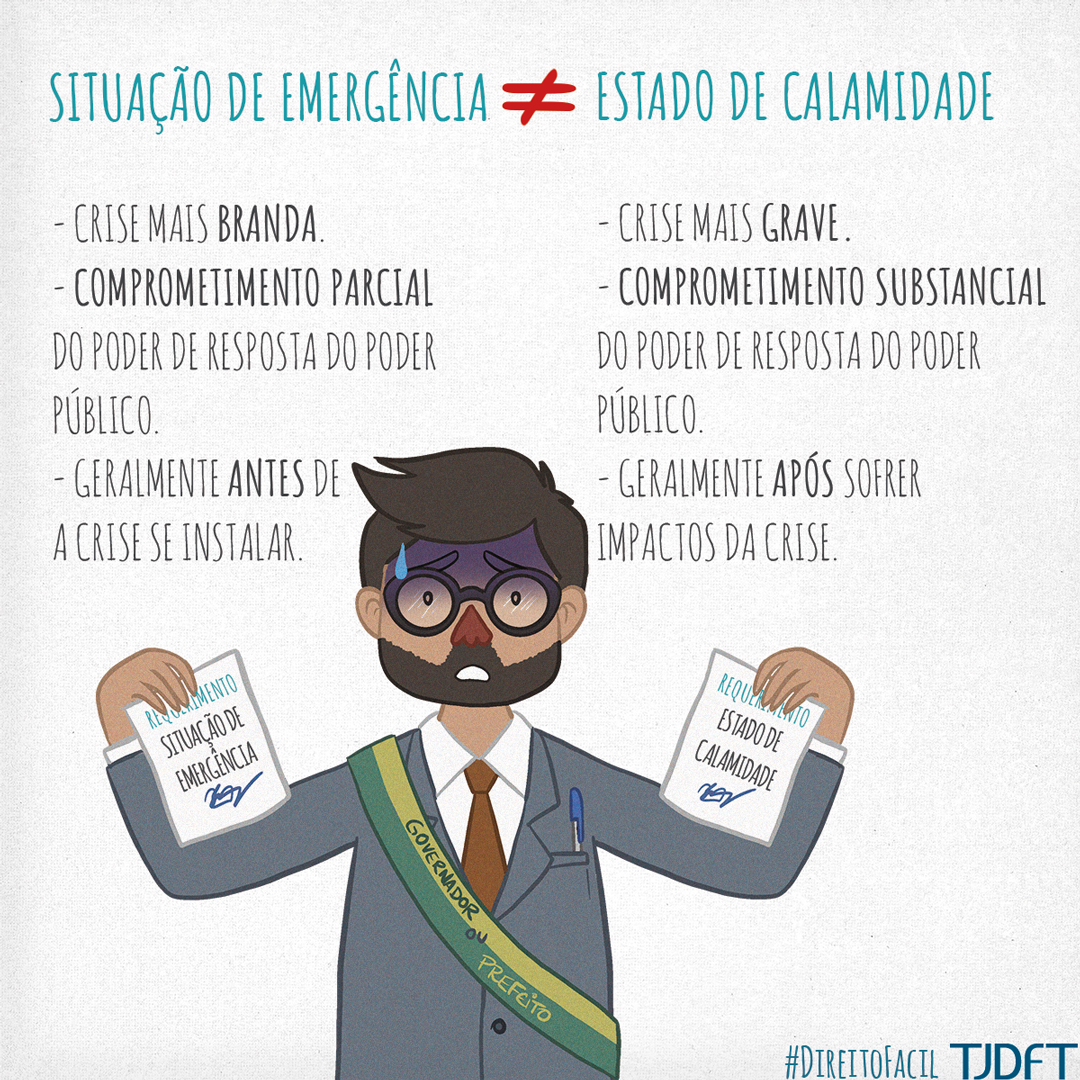 SITUAÇÃO DE EMERGÊNCIA ≠ ESTADO DE CALAMIDADE
- CRISE MAIS BRANDA.
- COMPROMETIMENTO PARCIAL
DO PODER DE RESPOSTA DO PODER
PÚBLICO.
- GERALMENTE ANTES DE
A CRISE SE INSTALAR.
- CRISE MAIS GRAVE.
- COMPROMETIMENTO SUBSTANCIAL
DO PODER DE RESPOSTA DO PODER
PÚBLICO.
- GERALMENTE APÓS SOFRER
IMPACTOS DA CRISE.
REQUERIMENTO
SITUAÇÃO DE
EMERGÊNCIA
REQUERIMENTO
ESTADO DE
CALAMIDADE
GOVERNADOR
OU
PREFEITO
#DIREITOFACIL TJDFT